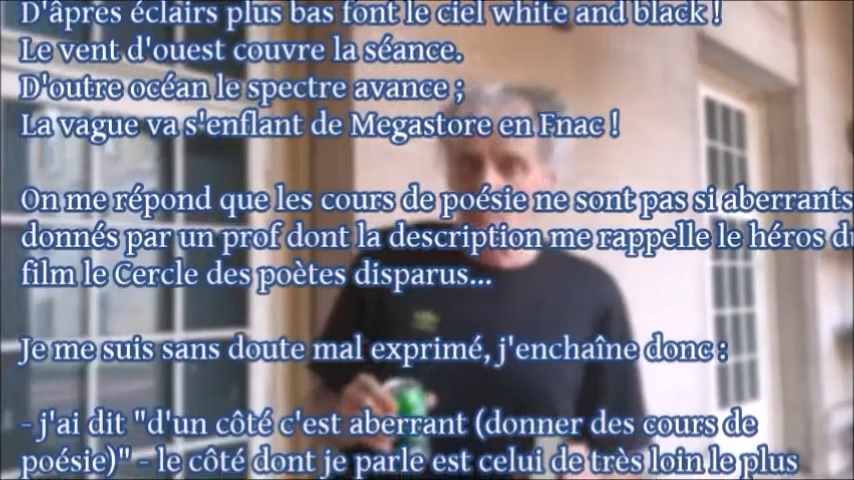 D'âpres éclairs plus bas font le ciel white and black !
Le vent d'ouest couvre la séance.
D'outre océan le spectre avance ;
La vague va s'enflant de Megastore en Fnac !
On me répond que les cours de poésie ne sont pas si aberrants
donnés par un prof dont la description me rappelle le héros du
film le Cercle des poètes disparus...
Je me suis sans doute mal exprimé, j'enchaîne donc :
- j'ai dit "d'un côté c'est aberrant (donner des cours de
poésie)" - le côté dont je parle est celui de très loin le plus